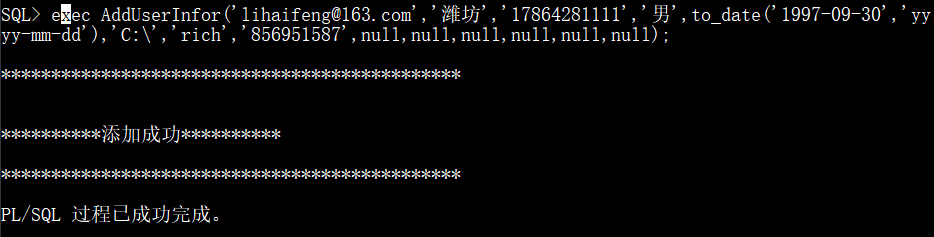 SQL> exec AddUserInfor('lihaifeng@163.com','潍坊','17864281111','男',to_date('1997-09-30','yy
yy-mm-dd'),'C:\','rich','856951587',null,null,null,null,null,null);
**********************************************
**********添加成功**********
**********************************************
PL/SQL 过程已成功完成。